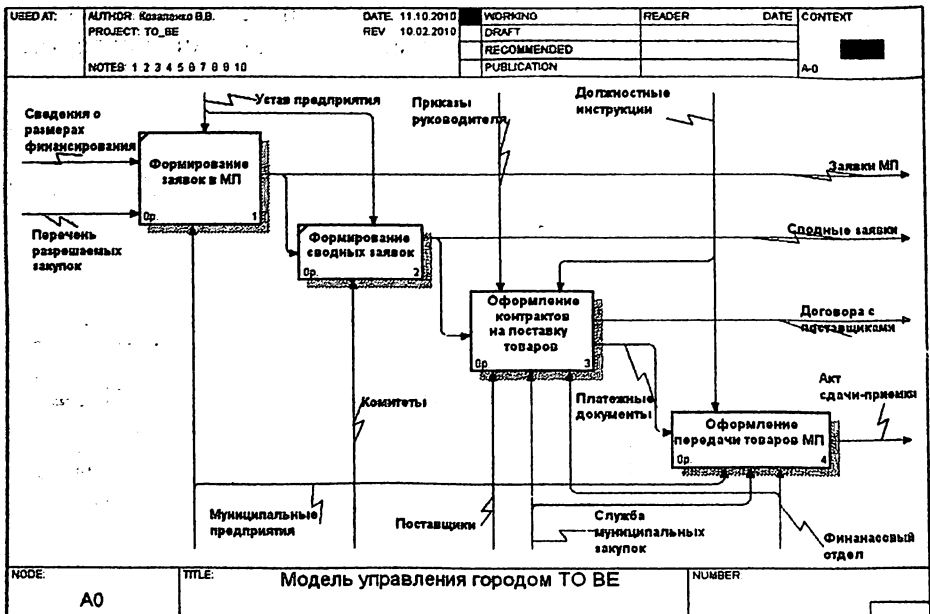 USED AT:
AUTHOR: Коваленко В.В.
DATE: 11.10.2010
WORKING
READER
DATE
CONTEXT
PROJECT: TO_BE
REV 10.02.2010
DRAFT
RECOMMENDED
NOTES 1 2 3 4 5 6 7 8 9 10
PUBLICATION
A-0
Сведения о
размерах
финансирования
Устав предприятия
Приказы
руководителя
Должностные
инструкции
Формирование
заявок в МП
0р.
1
Заявки МП
Перечень
разрешаемых
закупок
Формирование
сводных заявок
0р.
2
Сводные заявки
Оформление
контрактов
на поставку
товаров
0р
3
Договора с
поставщиками
Платежные
документы
Акт
сдачи-приемки
Комитеты
Оформление
передачи товаров МП
0р.
4
Муниципальные
предприятия
Поставщики
Служба
муниципальных
закупок
Финанасовый
отдел
NODE:
A0
TITLE:
Модель управления городом TO BE
NUMBER